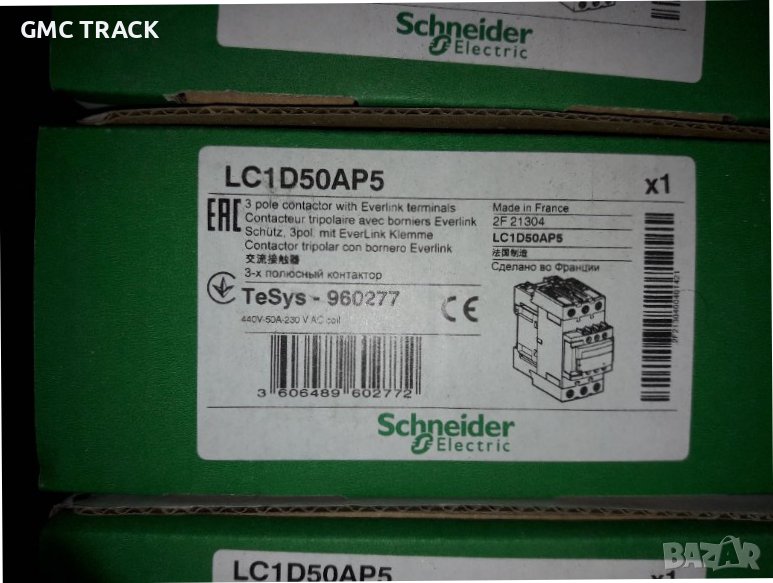 GMC TRACK
Schneider
Electric
LC1D50AP5
x1
EAC
3 pole contactor with Everlink terminals
Contacteur tripolaire avec borniers Everlink
Schütz, 3pol. mit EverLink Klemme
Contactor tripolar con bornero Everlink
交流接触器
3-х полюсный контактор
Made in France
2F 21304
LC1D50AP5
法国制造
Сделано во Франции
TeSys - 960277
CE
440V-50A-230 V AC coil
3 606489 602772
Schneider
Electric
LC1D50AP5
x1
BAZAR